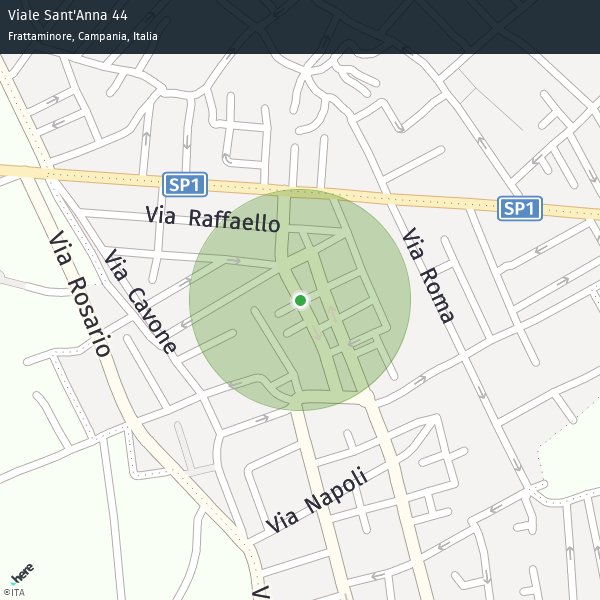 Viale Sant'Anna 44
Frattaminore, Campania, Italia
SP1
SP1
Via Raffaello
Via Roma
Via Cavone
Via Rosario
Via Napoli
V
here
©ITA